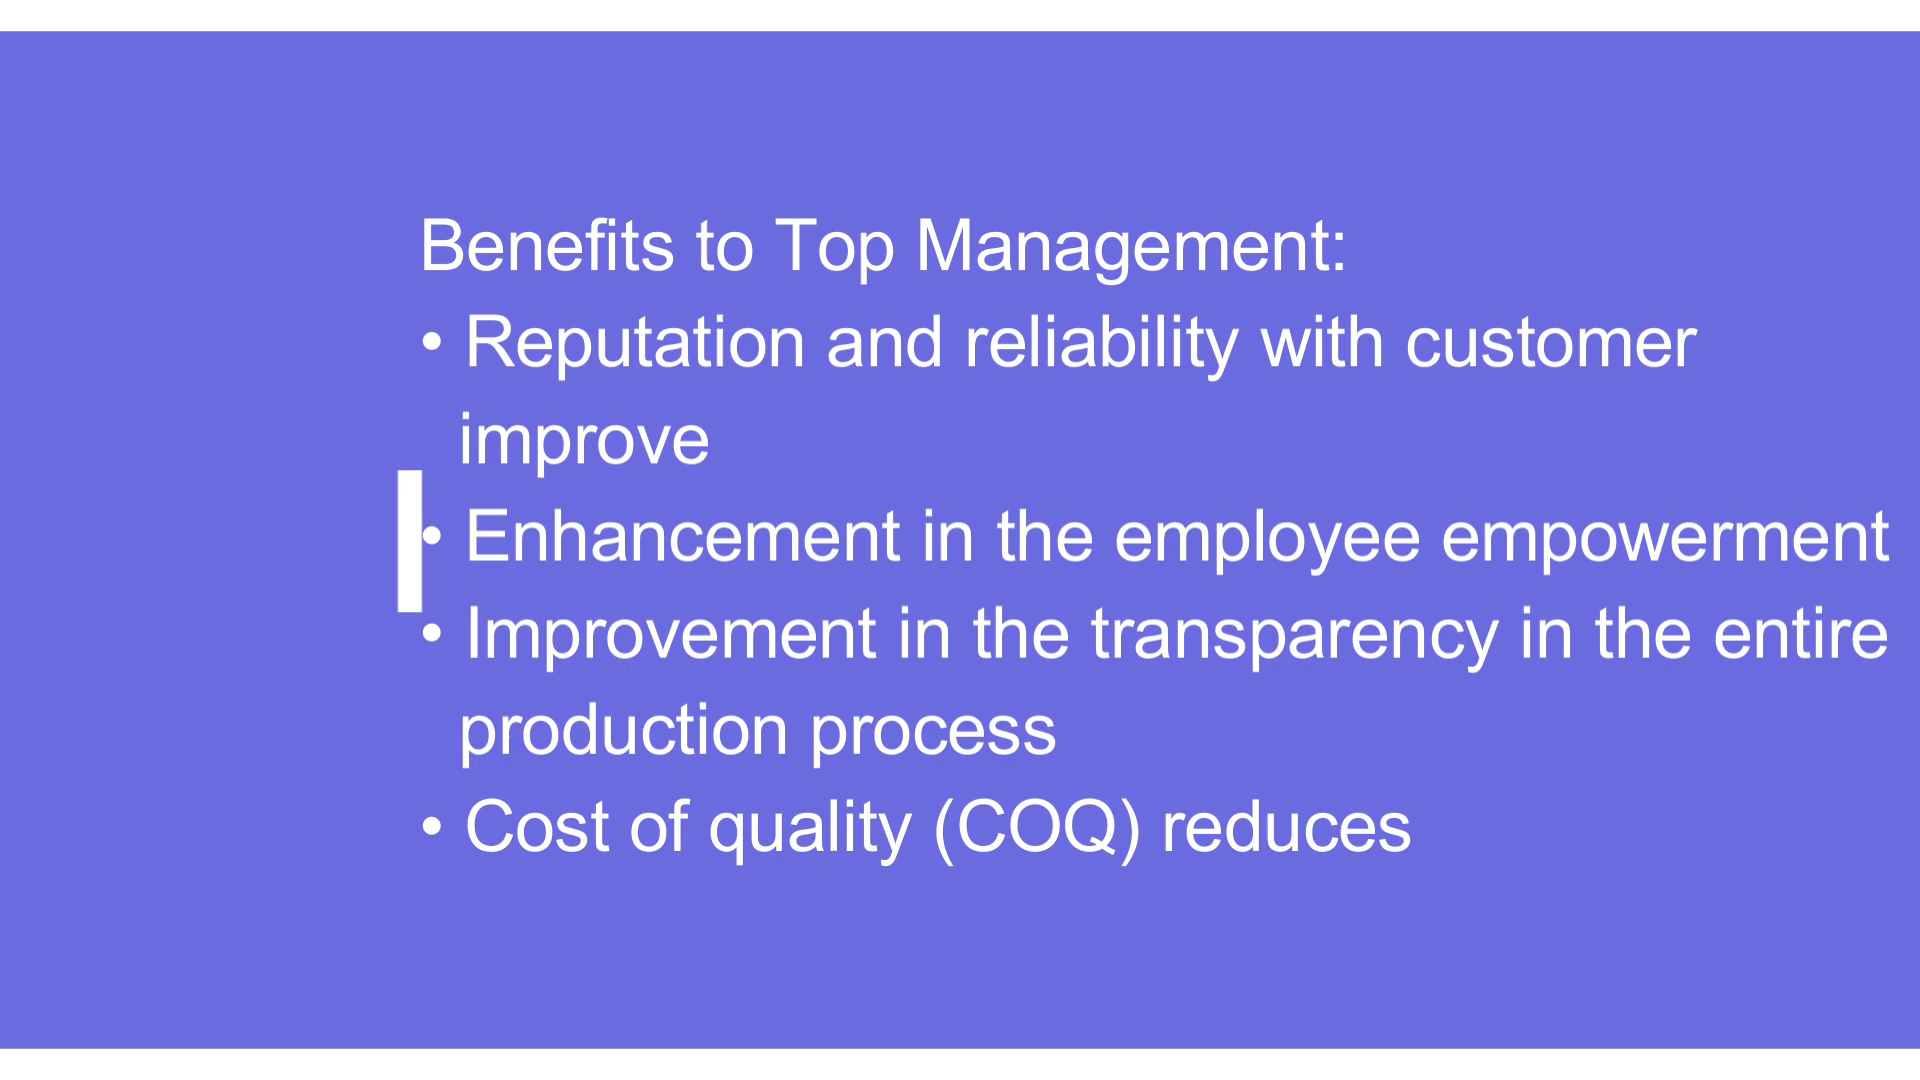 Benefits to Top Management:
• Reputation and reliability with customer
improve
• Enhancement in the employee empowerment
• Improvement in the transparency in the entire
production process
• Cost of quality (COQ) reduces